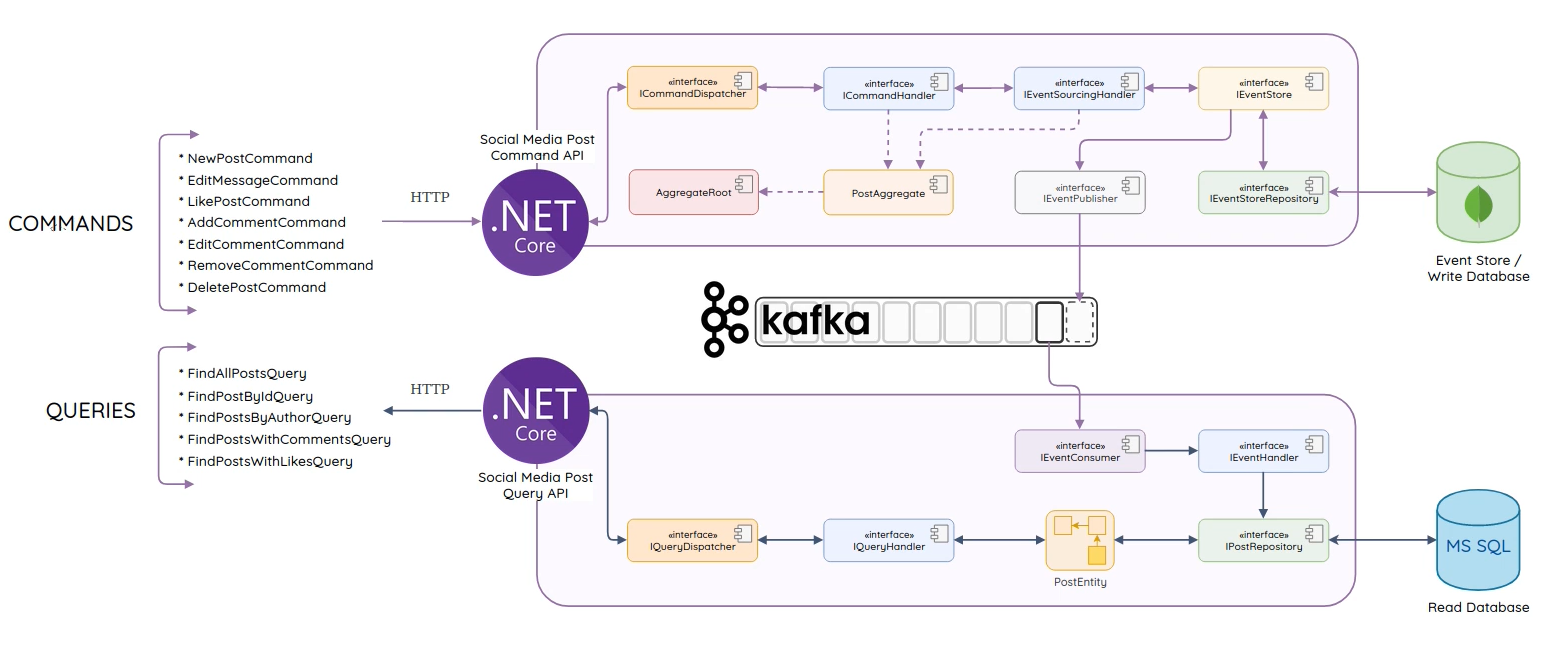 COMMANDS
* NewPostCommand
* EditMessageCommand
* LikePostCommand
* AddCommentCommand
* EditCommentCommand
* RemoveCommentCommand
* DeletePostCommand
HTTP
Social Media Post
Command API
.NET
Core
«interface»
ICommandDispatcher
«interface»
ICommandHandler
«interface»
IEventSourcingHandler
«interface»
IEventStore
AggregateRoot
PostAggregate
«interface»
IEventPublisher
«interface»
IEventStoreRepository
Event Store /
Write Database
kafka
QUERIES
* FindAllPostsQuery
* FindPostByIdQuery
* FindPostsByAuthorQuery
* FindPostsWithCommentsQuery
* FindPostsWithLikesQuery
HTTP
.NET
Core
Social Media Post
Query API
«interface»
IEventConsumer
«interface»
IEventHandler
«interface»
IQueryDispatcher
«interface»
IQueryHandler
PostEntity
«interface»
IPostRepository
MS SQL
Read Database